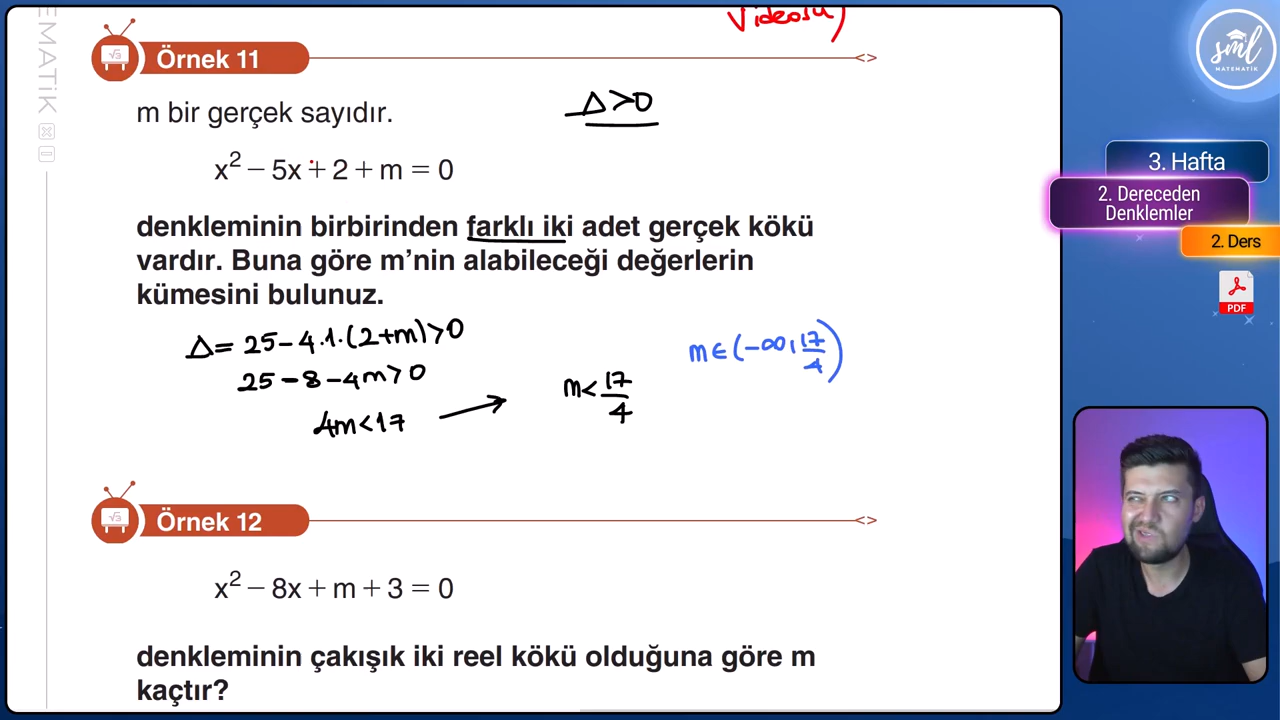 Videosu)
EMATİK
√3
Örnek 11
<>
m bir gerçek sayıdır.
Δ>0
x² − 5x + 2 + m = 0
denkleminin birbirinden farklı iki adet gerçek kökü
vardır. Buna göre m’nin alabileceği değerlerin
kümesini bulunuz.
Δ= 25−4.1.(2+m)>0
25−8−4m>0
4m<17
m< 17/4
m∈(−∞, 17/4)
√3
Örnek 12
<>
x² − 8x + m + 3 = 0
denkleminin çakışık iki reel kökü olduğuna göre m
kaçtır?
sml
MATEMATİK
3. Hafta
2. Dereceden
Denklemler
2. Ders
PDF